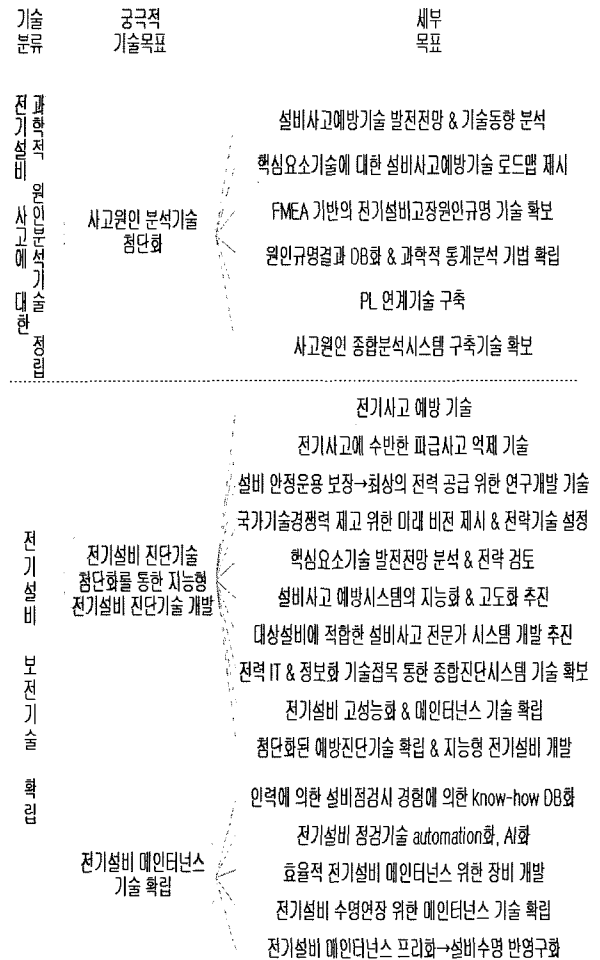 기술
분류
궁극적
기술목표
세부
목표
전기설비 사고에 대한
과학적 원인분석기술 정립
사고원인 분석기술
첨단화
설비사고예방기술 발전전망 & 기술동향 분석
핵심요소기술에 대한 설비사고예방기술 로드맵 제시
FMEA 기반의 전기설비고장원인규명 기술 확보
원인규명결과 DB화 & 과학적 통계분석 기법 확립
PL 연계기술 구축
사고원인 종합분석시스템 구축기술 확보
전기설비 보전기술 확립
전기설비 진단기술
첨단화를 통한 지능형
전기설비 진단기술 개발
전기사고 예방 기술
전기사고에 수반한 파급사고 억제 기술
설비 안정운용 보장→최상의 전력 공급 위한 연구개발 기술
국가기술경쟁력 제고 위한 미래 비전 제시 & 전략기술 설정
핵심요소기술 발전전망 분석 & 전략 검토
설비사고 예방시스템의 지능화 & 고도화 추진
대상설비에 적합한 설비사고 전문가 시스템 개발 추진
전력 IT & 정보화 기술접목 통한 종합진단시스템 기술 확보
전기설비 고성능화 & 메인터넌스 기술 확립
첨단화된 예방진단기술 확립 & 지능형 전기설비 개발
전기설비 메인터넌스
기술 확립
인력에 의한 설비점검시 경험에 의한 know-how DB화
전기설비 점검기술 automation화, AI화
효율적 전기설비 메인터넌스 위한 장비 개발
전기설비 수명연장 위한 메인터넌스 기술 확립
전기설비 메인터넌스 프리화→설비수명 반영구화